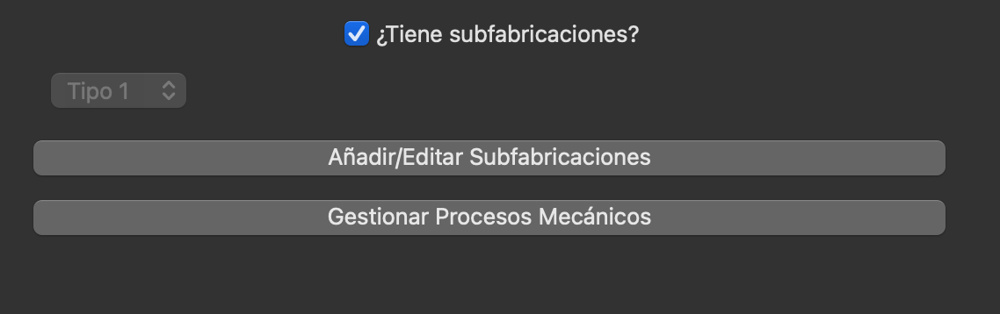 ¿Tiene subfabricaciones?
Tipo 1
Añadir/Editar Subfabricaciones
Gestionar Procesos Mecánicos